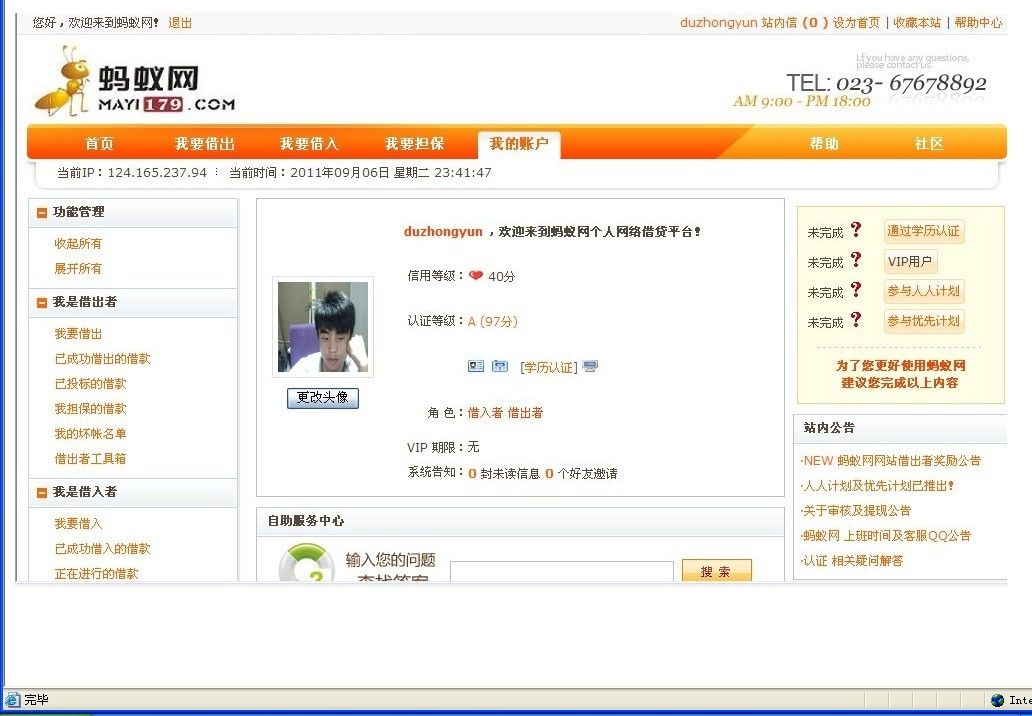 您好，欢迎来到蚂蚁网! 退出
duzhongyun 站内信 (0 ) 设为首页 | 收藏本站 | 帮助中心
蚂蚁网
MAYI179.COM
If you have any questions,
please contact us.
TEL: 023- 67678892
AM 9:00 - PM 18:00
首页 我要借出 我要借入 我要担保 我的账户 帮助 社区
当前IP：124.165.237.94 ⋮ 当前时间：2011年09月06日 星期二 23:41:47
功能管理
收起所有
展开所有
我是借出者
我要借出
已成功借出的借款
已投标的借款
我担保的借款
我的坏帐名单
借出者工具箱
我是借入者
我要借入
已成功借入的借款
正在进行的借款
duzhongyun ，欢迎来到蚂蚁网个人网络借贷平台!
信用等级： 40分
认证等级：A (97分)
[学历认证]
更改头像
角 色：借入者 借出者
VIP 期限：无
系统告知：0 封未读信息 0 个好友邀请
自助服务中心
输入您的问题
查找答案
搜 索
未完成 ? 通过学历认证
未完成 ? VIP用户
未完成 ? 参与人人计划
未完成 ? 参与优先计划
为了您更好使用蚂蚁网
建议您完成以上内容
站内公告
·NEW 蚂蚁网网站借出者奖励公告
·人人计划及优先计划已推出!
·关于审核及提现公告
·蚂蚁网 上班时间及客服QQ公告
·认证 相关疑问解答
完毕
Inte